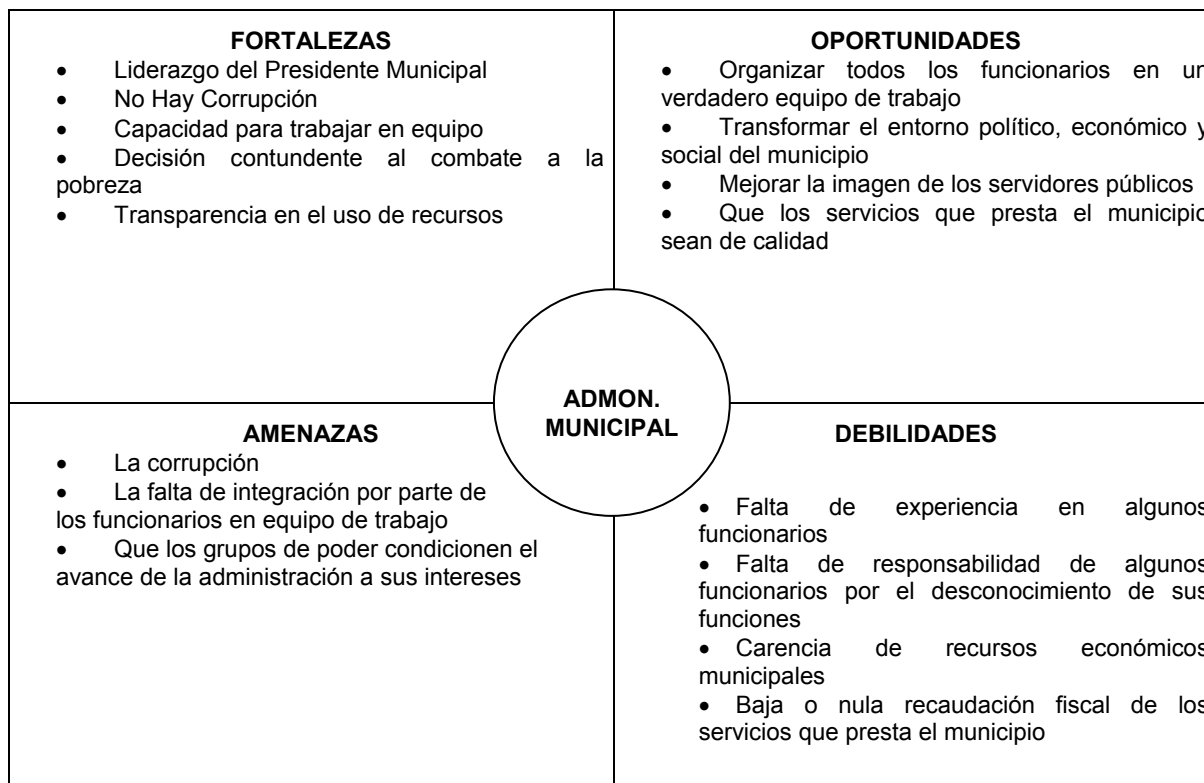 FORTALEZAS
• Liderazgo del Presidente Municipal
• No Hay Corrupción
• Capacidad para trabajar en equipo
• Decisión contundente al combate a la
pobreza
• Transparencia en el uso de recursos
OPORTUNIDADES
• Organizar todos los funcionarios en un
verdadero equipo de trabajo
• Transformar el entorno político, económico y
social del municipio
• Mejorar la imagen de los servidores públicos
• Que los servicios que presta el municipio
sean de calidad
ADMON.
MUNICIPAL
AMENAZAS
• La corrupción
• La falta de integración por parte de
los funcionarios en equipo de trabajo
• Que los grupos de poder condicionen el
avance de la administración a sus intereses
DEBILIDADES
• Falta de experiencia en algunos
funcionarios
• Falta de responsabilidad de algunos
funcionarios por el desconocimiento de sus
funciones
• Carencia de recursos económicos
municipales
• Baja o nula recaudación fiscal de los
servicios que presta el municipio